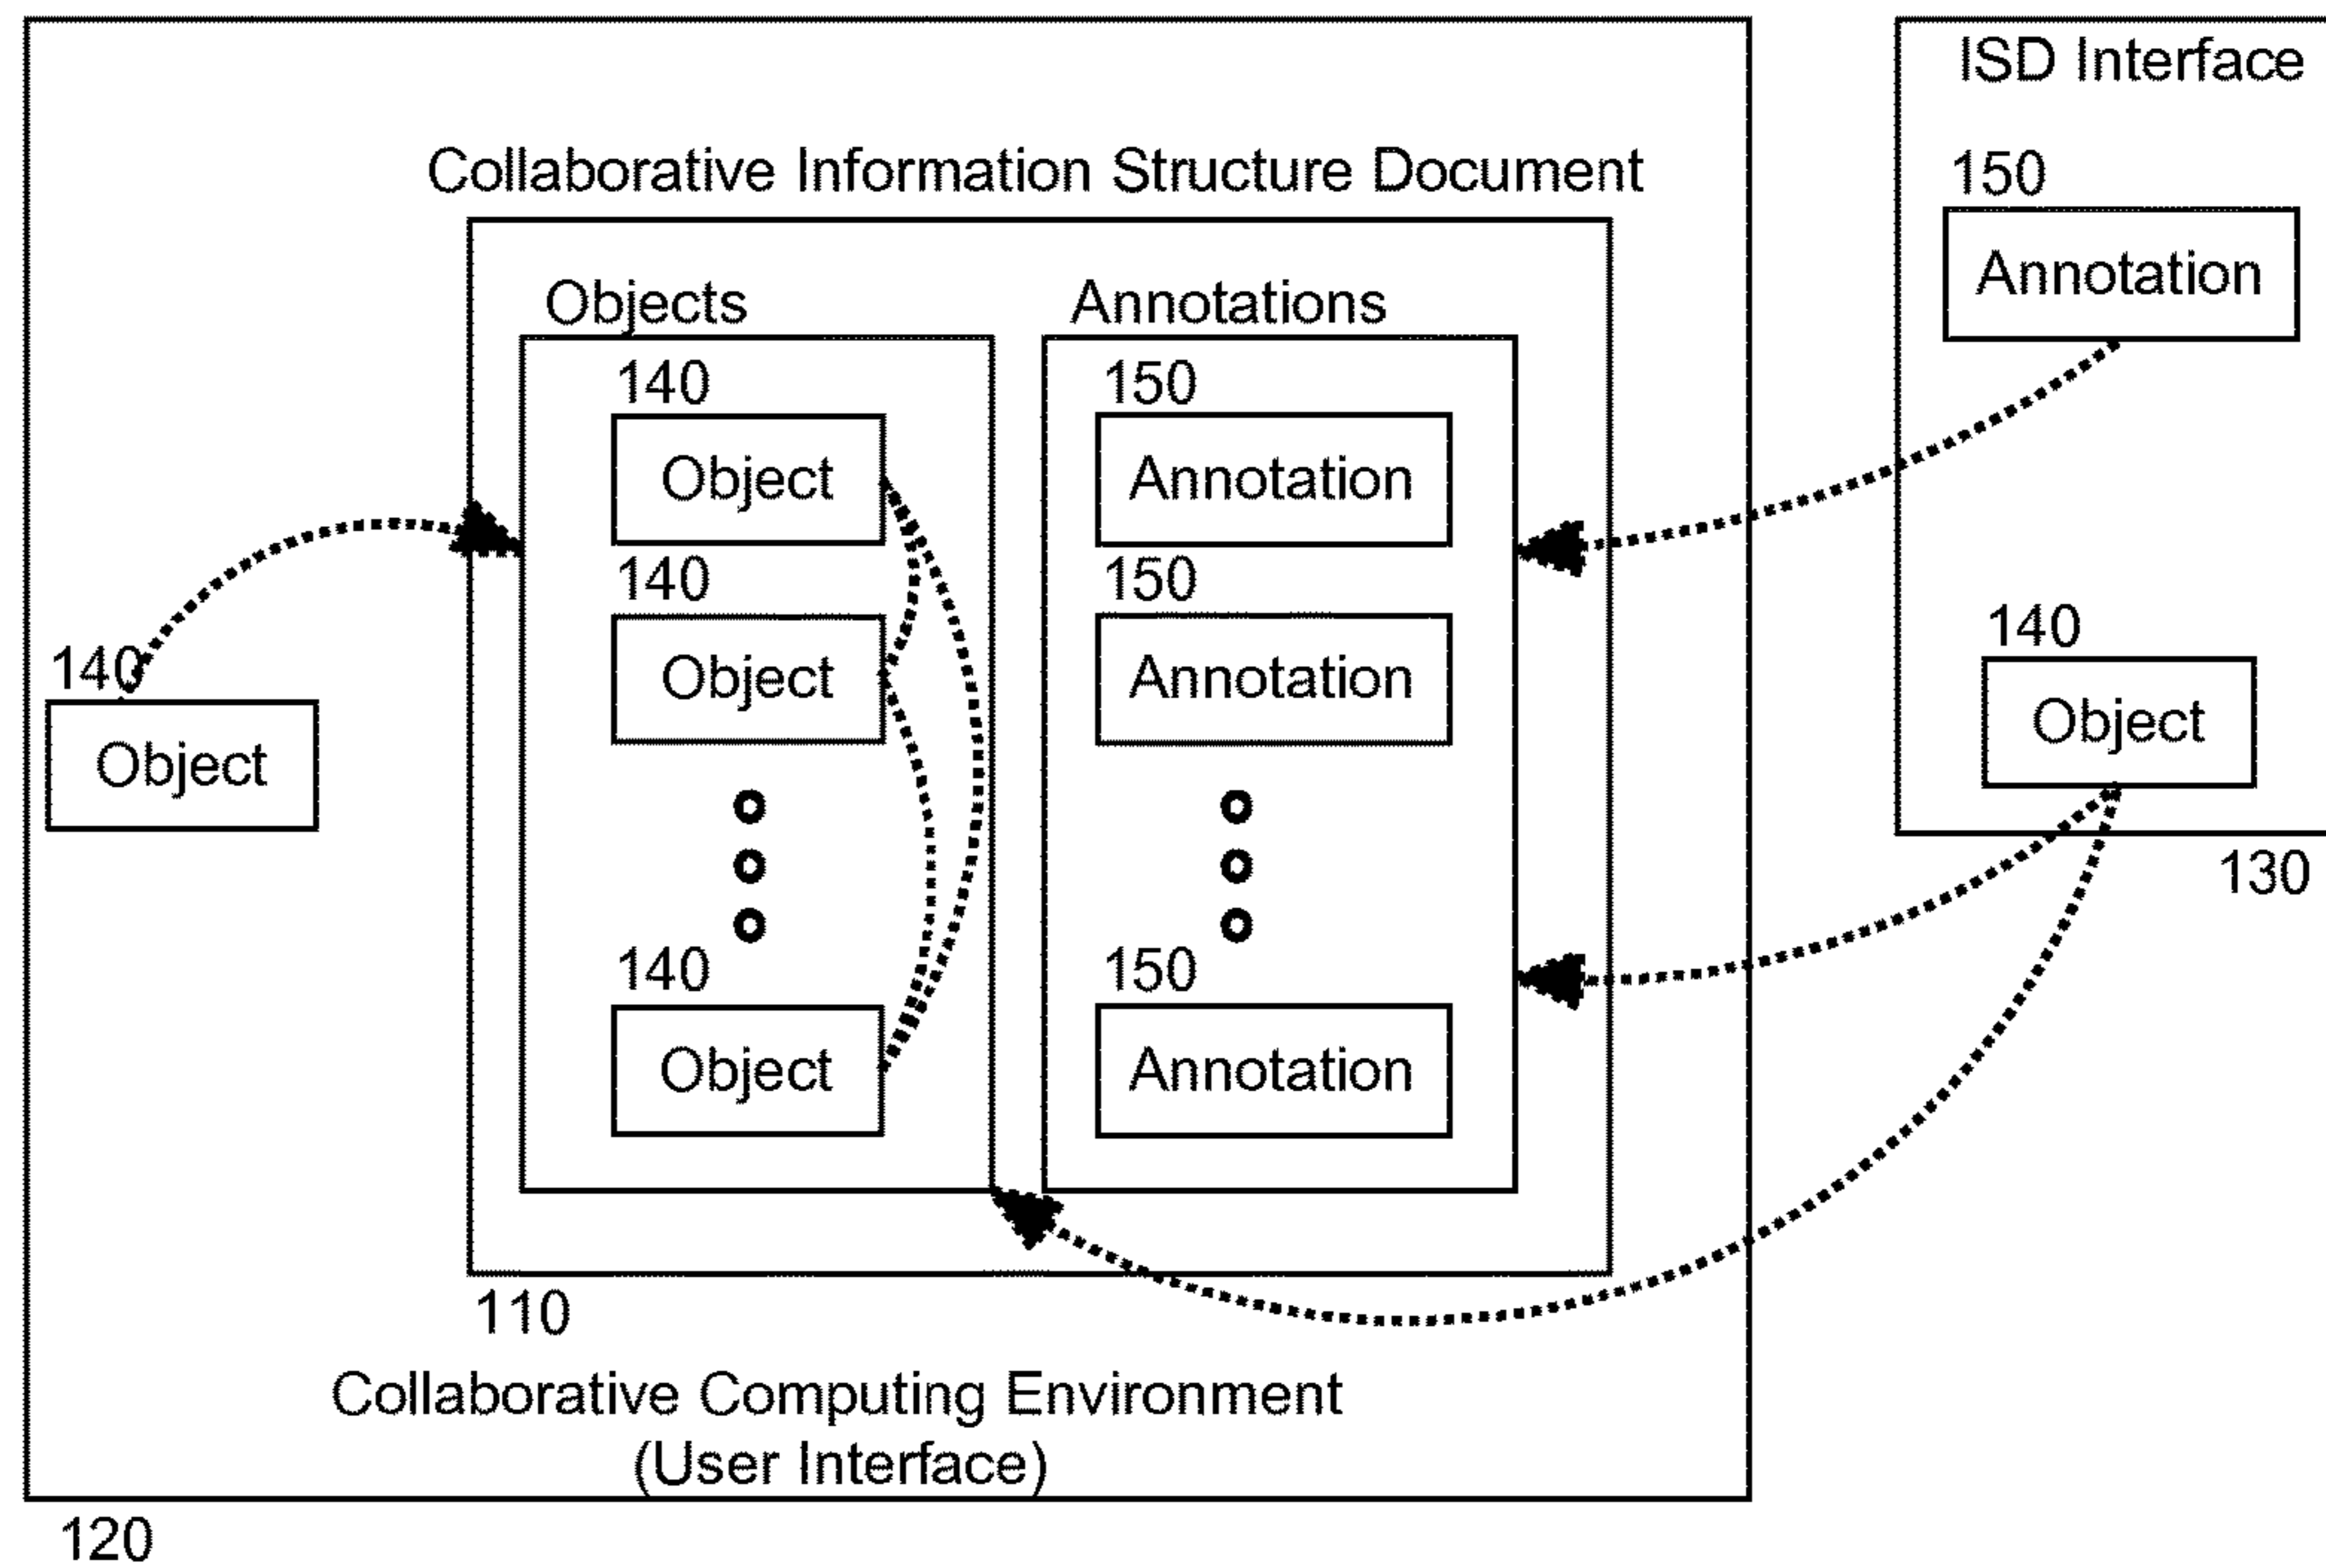 ISD Interface
Collaborative Information Structure Document
150
Annotation
Objects
Annotations
140
150
Object
Annotation
140
150
Object
Annotation
140
Object
140
Object
130
140
150
Object
Annotation
110
Collaborative Computing Environment
(User Interface)
120